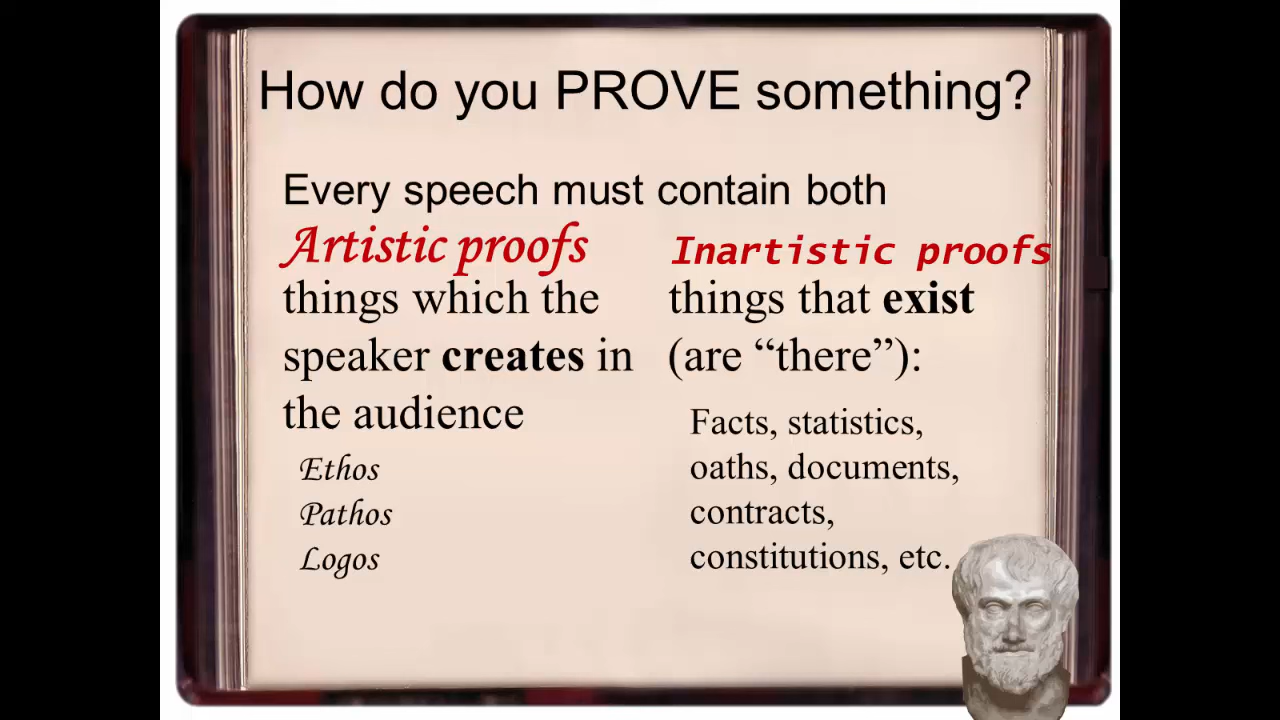 How do you PROVE something?
Every speech must contain both
Artistic proofs
things which the
speaker creates in
the audience
Ethos
Pathos
Logos
Inartistic proofs
things that exist
(are “there”):
Facts, statistics,
oaths, documents,
contracts,
constitutions, etc.